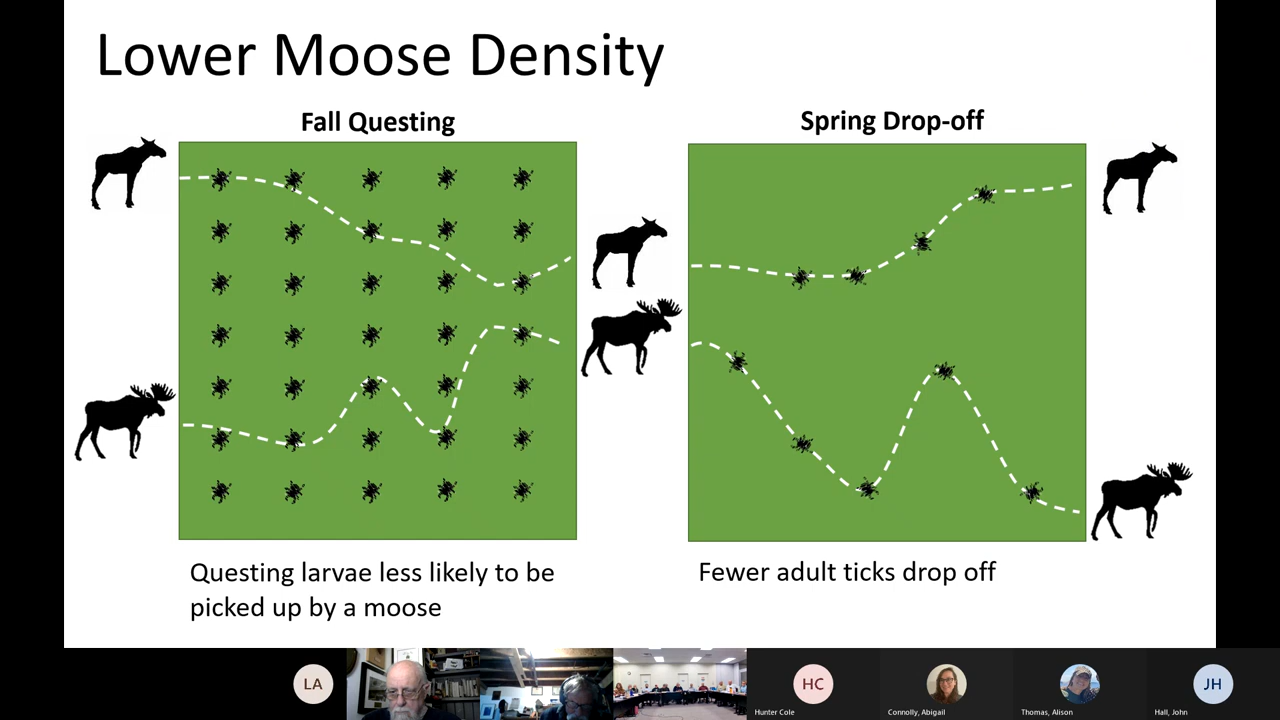 Lower Moose Density
Fall Questing
Spring Drop-off
Questing larvae less likely to be
picked up by a moose
Fewer adult ticks drop off
LA
HC
JH
Hunter Cole
Connolly, Abigail
Thomas, Alison
Hall, John